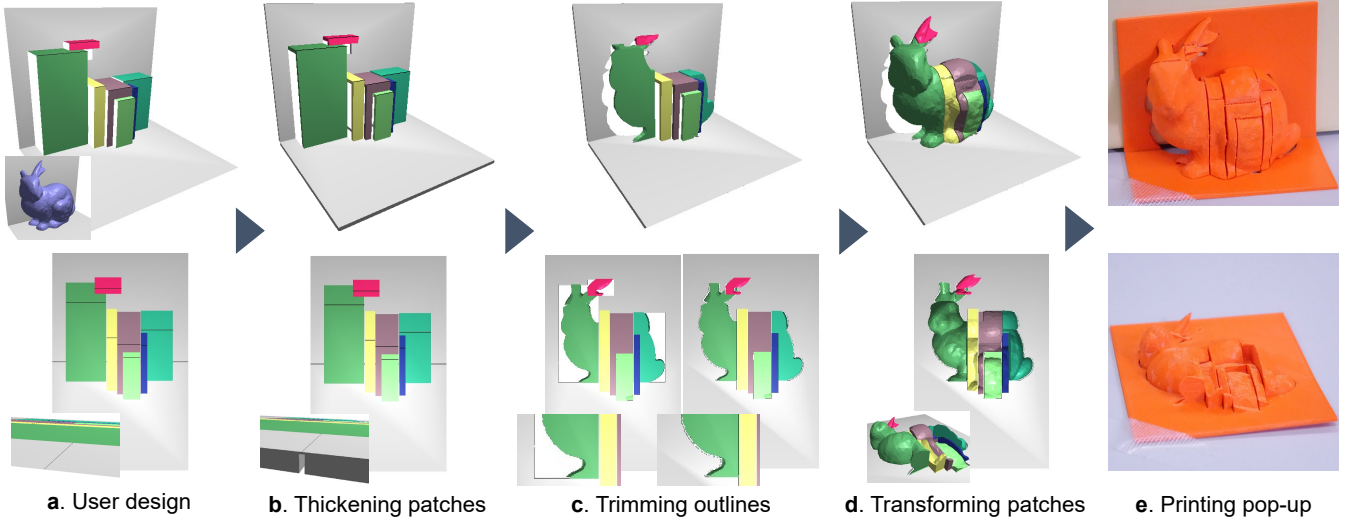 a. User design
b. Thickening patches
c. Trimming outlines
d. Transforming patches
e. Printing pop-up